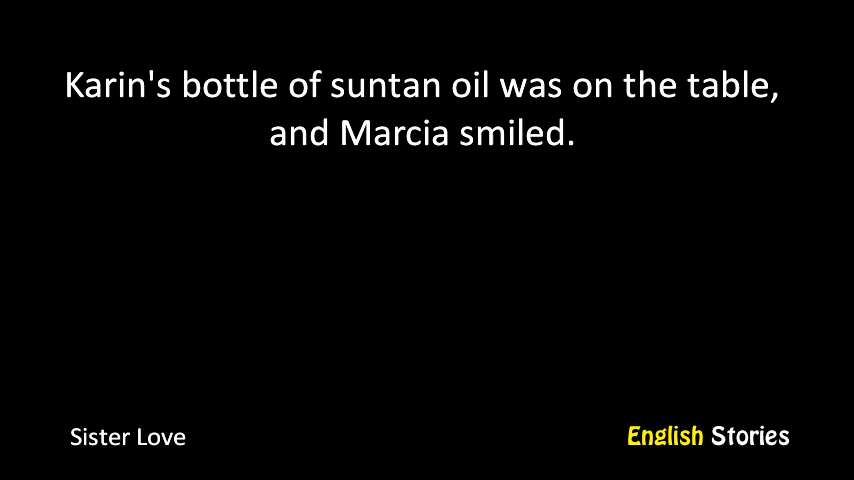 Karin's bottle of suntan oil was on the table,
and Marcia smiled.
Sister Love
English Stories